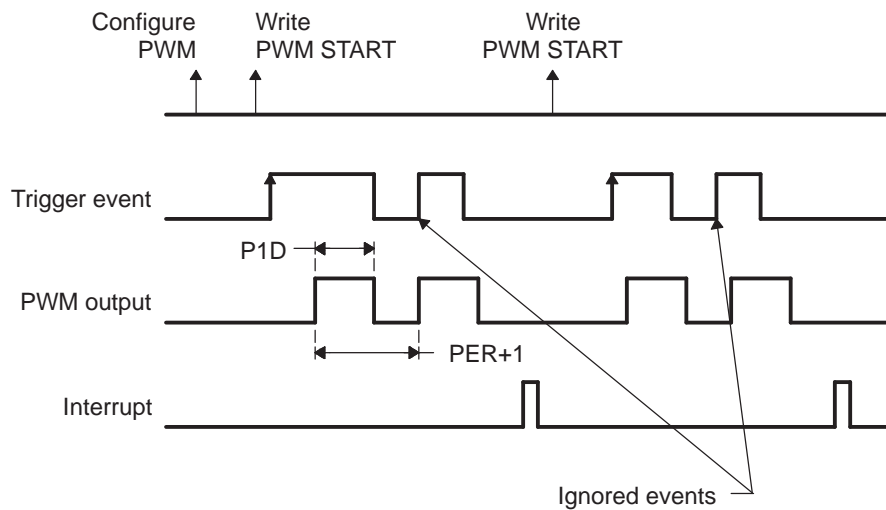 Configure
PWM
Write
PWM START
Write
PWM START
Trigger event
P1D
PWM output
PER+1
Interrupt
Ignored events